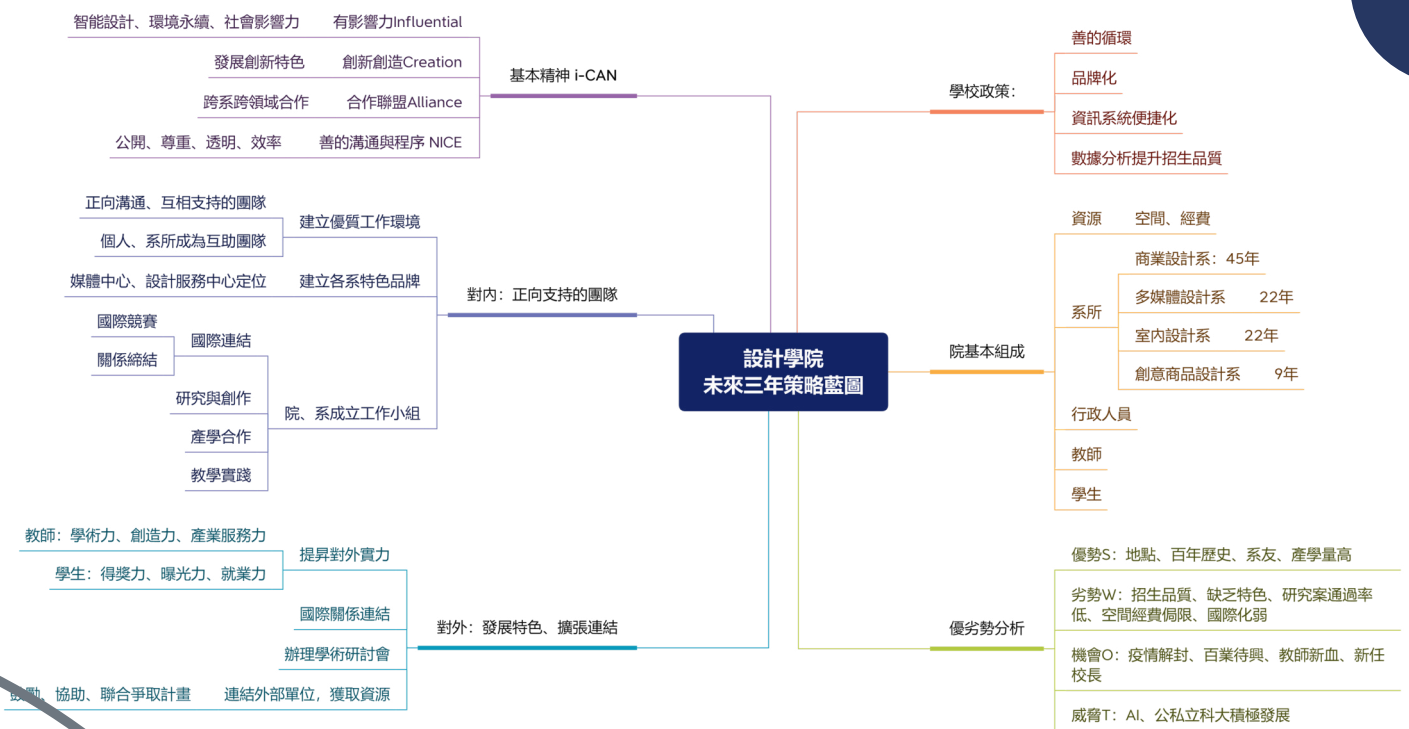 設計學院
未來三年策略藍圖
基本精神 i-CAN
有影響力Influential
智能設計、環境永續、社會影響力
創新創造Creation
發展創新特色
合作聯盟Alliance
跨系跨領域合作
善的溝通與程序 NICE
公開、尊重、透明、效率
對內：正向支持的團隊
建立優質工作環境
正向溝通、互相支持的團隊
個人、系所成為互助團隊
建立各系特色品牌
媒體中心、設計服務中心定位
院、系成立工作小組
國際連結
國際競賽
關係締結
研究與創作
產學合作
教學實踐
對外：發展特色、擴張連結
提昇對外實力
教師：學術力、創造力、產業服務力
學生：得獎力、曝光力、就業力
國際關係連結
辦理學術研討會
連結外部單位，獲取資源
、協助、聯合爭取計畫
學校政策：
善的循環
品牌化
資訊系統便捷化
數據分析提升招生品質
院基本組成
資源
空間、經費
系所
商業設計系：45年
多媒體設計系 22年
室內設計系 22年
創意商品設計系 9年
行政人員
教師
學生
優劣勢分析
優勢S：地點、百年歷史、系友、產學量高
劣勢W：招生品質、缺乏特色、研究案通過率
低、空間經費侷限、國際化弱
機會O：疫情解封、百業待興、教師新血、新任
校長
威脅T：AI、公私立科大積極發展